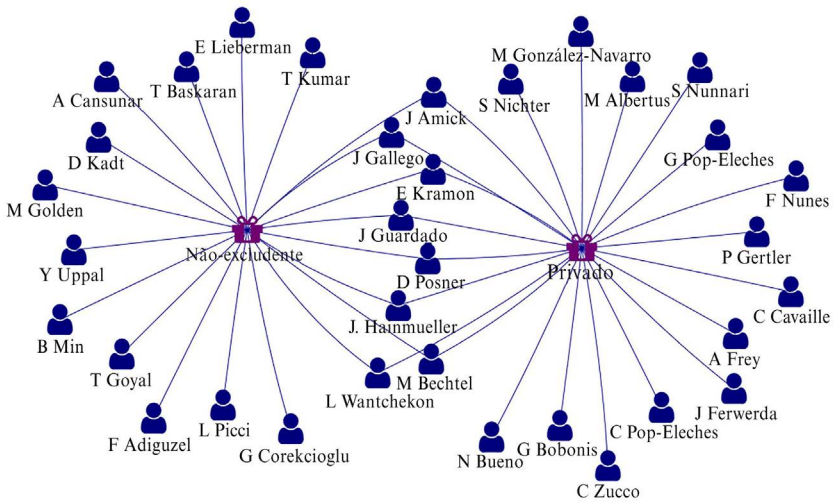 E Lieberman
M González-Navarro
T Kumar
T Baskaran
A Cansunar
S Nunnari
M Albertus
S Nichter
J Amick
D Kadt
J Gallego
G Pop-Eleches
E Kramon
F Nunes
M Golden
J Guardado
Não-excludente
Privado
P Gertler
Y Uppal
D Posner
C Cavaille
J. Hainmueller
B Min
A Frey
T Goyal
M Bechtel
L Wantchekon
J Ferwerda
F Adiguzel
L Picci
C Pop-Eleches
G Corekcioglu
G Bobonis
N Bueno
C Zucco